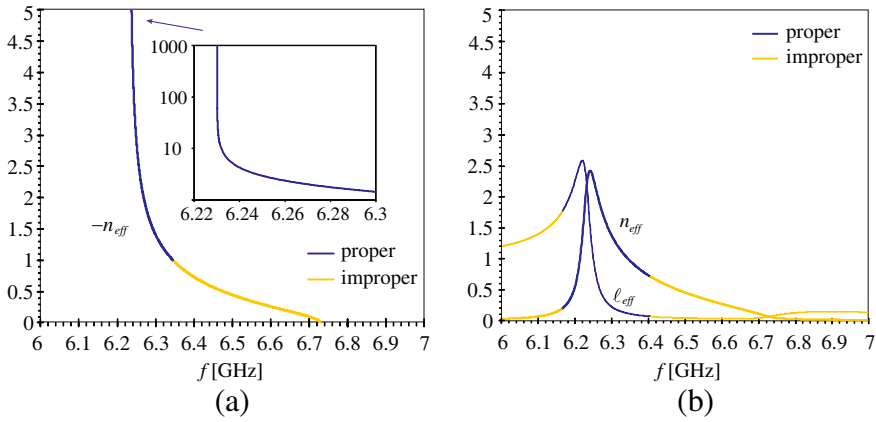 5
4.5
4
3.5
3
2.5
2
1.5
1
0.5
0
1000
100
10
6.22 6.24 6.26 6.28 6.3
−n_eff
proper
improper
6 6.1 6.2 6.3 6.4 6.5 6.6 6.7 6.8 6.9 7
f [GHz]
(a)
5
4.5
4
3.5
3
2.5
2
1.5
1
0.5
0
proper
improper
n_eff
ℓ_eff
6 6.1 6.2 6.3 6.4 6.5 6.6 6.7 6.8 6.9 7
f [GHz]
(b)